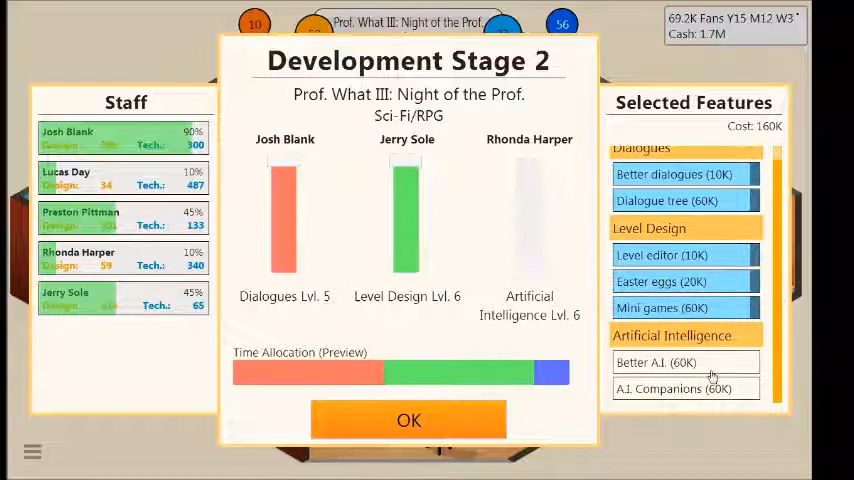 10
Prof. What III: Night of the Prof.
56
69.2K Fans Y15 M12 W3
Cash: 1.7M
Development Stage 2
Prof. What III: Night of the Prof.
Sci-Fi/RPG
Staff
Josh Blank 90%
Design: Tech.: 300
Lucas Day 10%
Design: 34 Tech.: 487
Preston Pittman 45%
Design: Tech.: 133
Rhonda Harper 10%
Design: 59 Tech.: 340
Jerry Sole 45%
Design: Tech.: 65
Josh Blank Jerry Sole Rhonda Harper
Dialogues Lvl. 5 Level Design Lvl. 6 Artificial
Intelligence Lvl. 6
Time Allocation (Preview)
OK
Selected Features
Cost: 160K
Dialogues
Better dialogues (10K)
Dialogue tree (60K)
Level Design
Level editor (10K)
Easter eggs (20K)
Mini games (60K)
Artificial Intelligence
Better A.I. (60K)
A.I. Companions (60K)